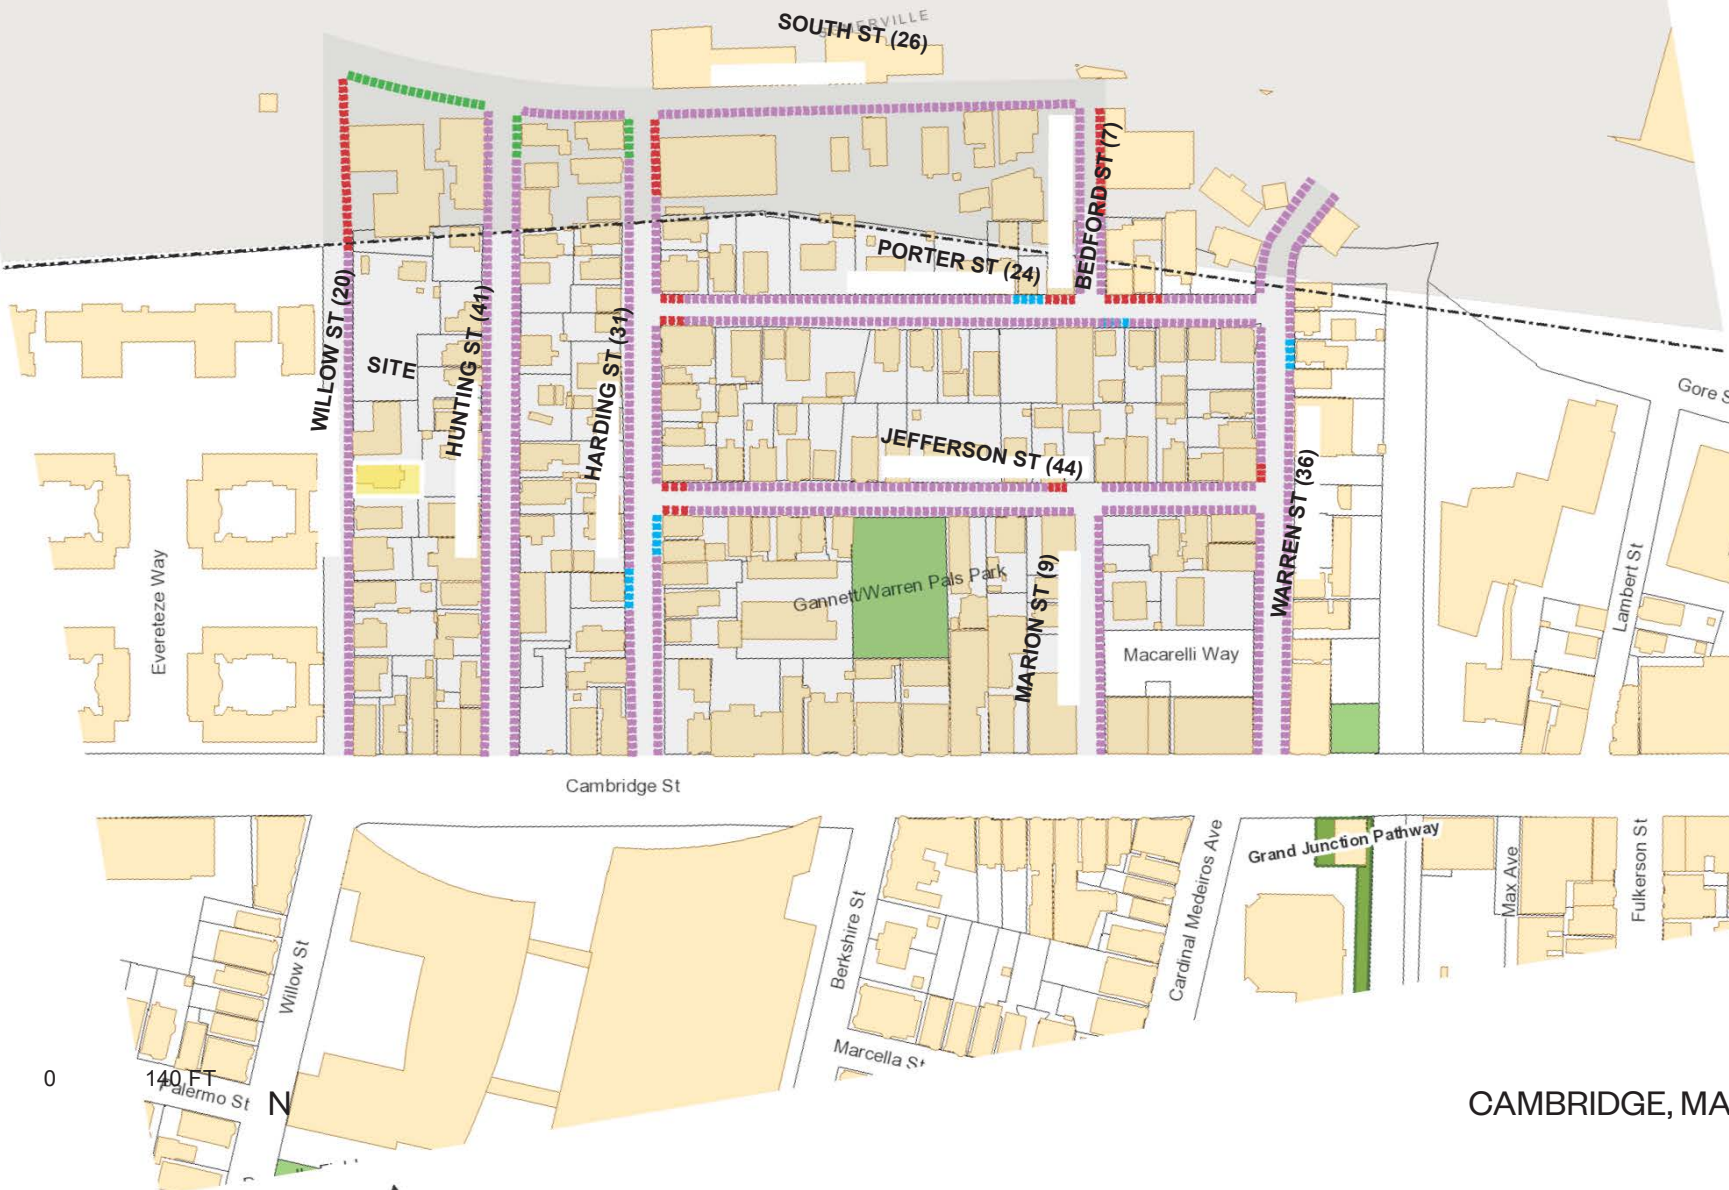 SOMERVILLE
SOUTH ST (26)
BEDFORD ST (7)
PORTER ST (24)
WILLOW ST (20)
HUNTING ST (41)
HARDING ST (31)
SITE
Gore S
JEFFERSON ST (44)
WARREN ST (36)
Evereteze Way
Gannett/Warren Pals Park
MARION ST (9)
Lambert St
Macarelli Way
Cambridge St
Grand Junction Pathway
Willow St
Berkshire St
Cardinal Medeiros Ave
Max Ave
Fulkerson St
Marcella St
0
140 FT
Palermo St
N
CAMBRIDGE, MA